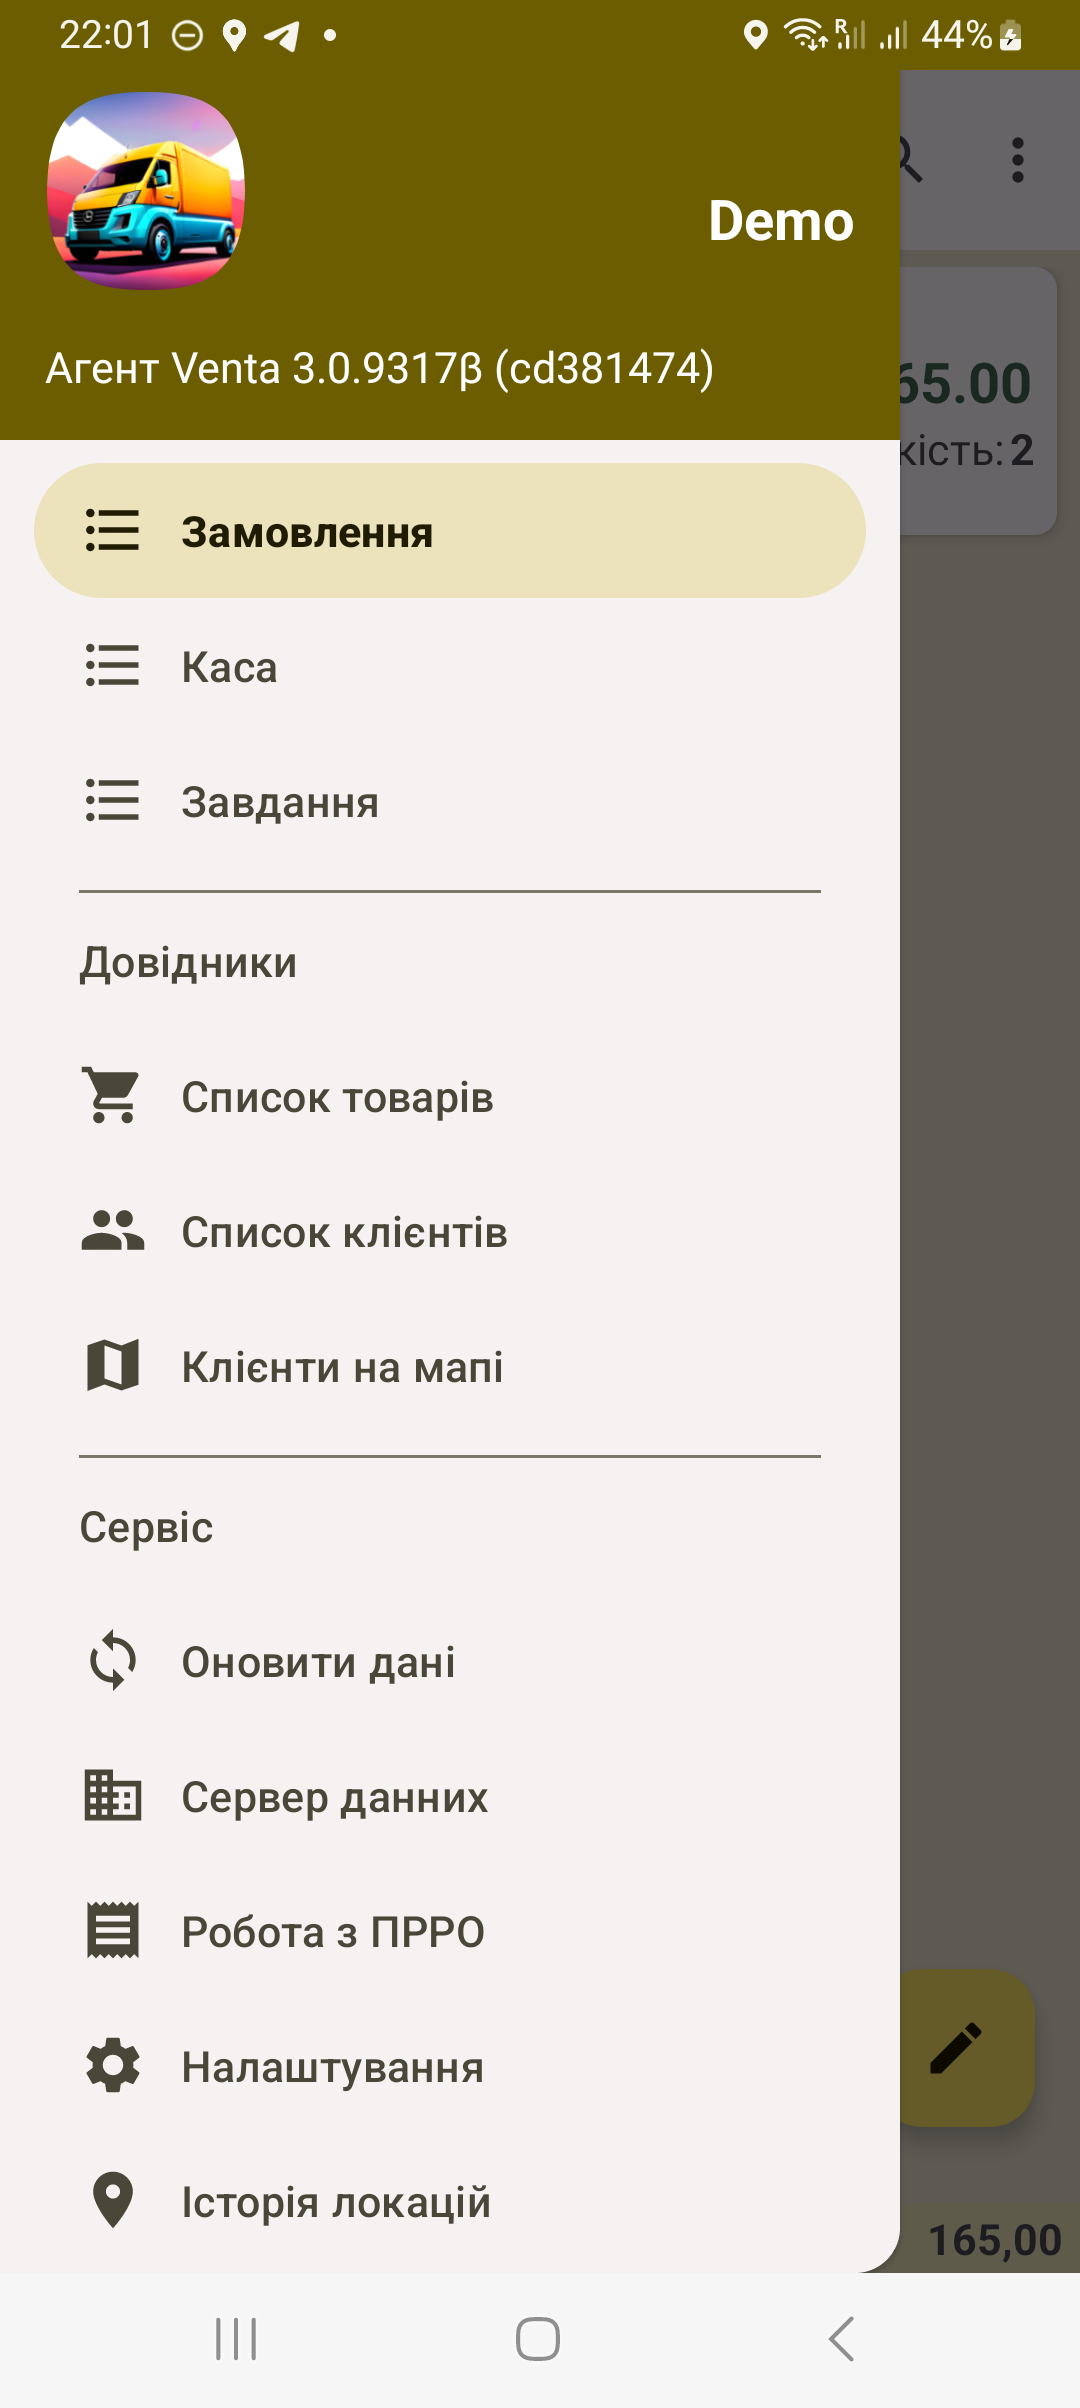 22:01
R
44%
Demo
Агент Venta 3.0.9317β (cd381474)
65.00
кість: 2
Замовлення
Каса
Завдання
Довідники
Список товарів
Список клієнтів
Клієнти на мапі
Сервіс
Оновити дані
Сервер данних
Робота з ПРРО
Налаштування
Історія локацій
165,00